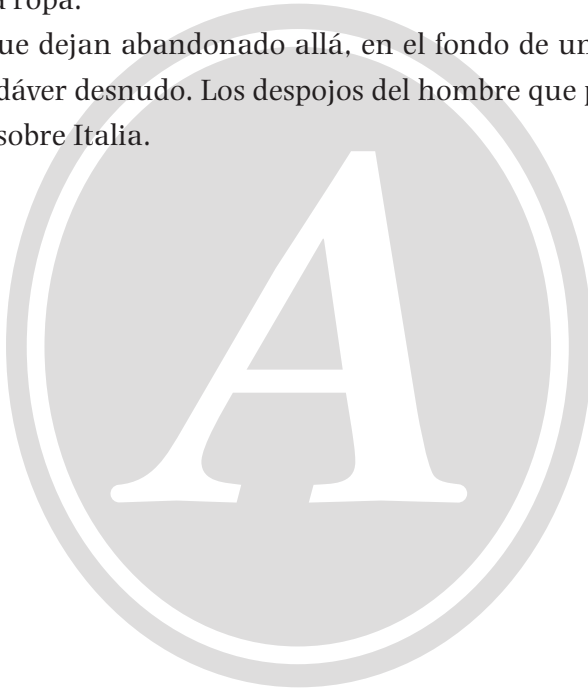 ropa.
ue dejan abandonado allá, en el fondo de un
dáver desnudo. Los despojos del hombre que
sobre Italia.
A